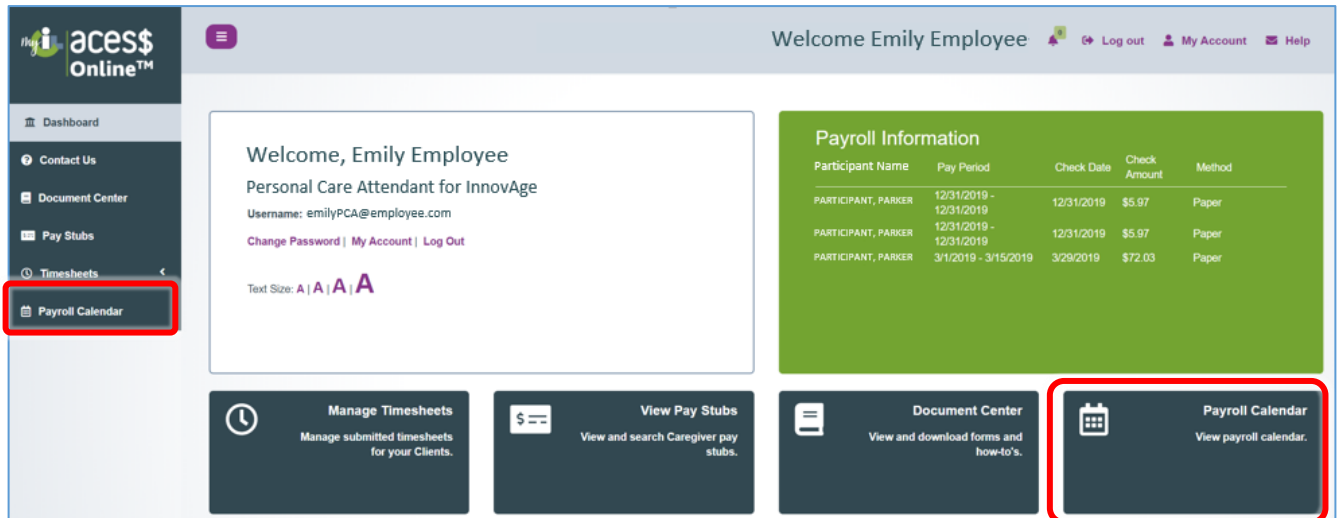 my i aces$
Online™
Welcome Emily Employee
0
Log out
My Account
Help
Dashboard
Contact Us
Document Center
Pay Stubs
Timesheets
Payroll Calendar
Welcome, Emily Employee
Personal Care Attendant for InnovAge
Username: emilyPCA@employee.com
Change Password | My Account | Log Out
Text Size: A | A | A | A
Payroll Information
Participant Name Pay Period Check Date Check Amount Method
PARTICIPANT, PARKER 12/31/2019 - 12/31/2019 12/31/2019 $5.97 Paper
PARTICIPANT, PARKER 12/31/2019 - 12/31/2019 12/31/2019 $5.97 Paper
PARTICIPANT, PARKER 3/1/2019 - 3/15/2019 3/29/2019 $72.03 Paper
Manage Timesheets
Manage submitted timesheets
for your Clients.
View Pay Stubs
View and search Caregiver pay
stubs.
Document Center
View and download forms and
how-to's.
Payroll Calendar
View payroll calendar.